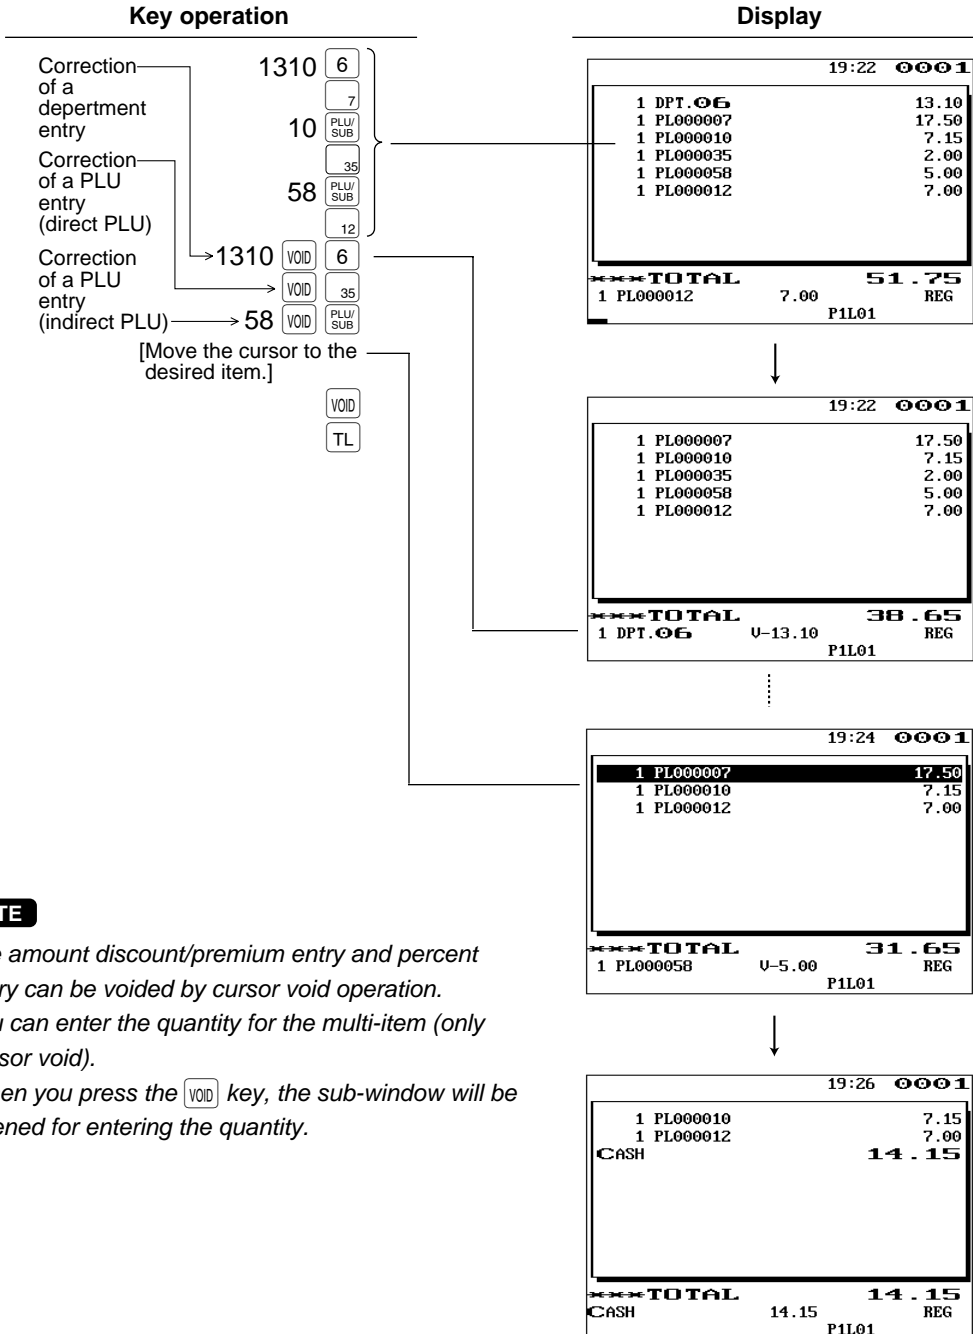 Key operation
Display
Correction
of a
depertment
entry
Correction
of a PLU
entry
(direct PLU)
Correction
of a PLU
entry
(indirect PLU)
1310 6
7
10 PLU/SUB
35
58 PLU/SUB
12
1310 VOID 6
VOID 35
58 VOID PLU/SUB
[Move the cursor to the
desired item.]
VOID
TL
19:22 0001
1 DPT.06 13.10
1 PL000007 17.50
1 PL000010 7.15
1 PL000035 2.00
1 PL000058 5.00
1 PL000012 7.00
***TOTAL 51.75
1 PL000012 7.00 REG
P1L01
19:22 0001
1 PL000007 17.50
1 PL000010 7.15
1 PL000035 2.00
1 PL000058 5.00
1 PL000012 7.00
***TOTAL 38.65
1 DPT.06 V-13.10 REG
P1L01
19:24 0001
1 PL000007 17.50
1 PL000010 7.15
1 PL000012 7.00
***TOTAL 31.65
1 PL000058 V-5.00 REG
P1L01
19:26 0001
1 PL000010 7.15
1 PL000012 7.00
CASH 14.15
***TOTAL 14.15
CASH 14.15 REG
P1L01
TE
e amount discount/premium entry and percent
ry can be voided by cursor void operation.
u can enter the quantity for the multi-item (only
sor void).
en you press the VOID key, the sub-window will be
ened for entering the quantity.